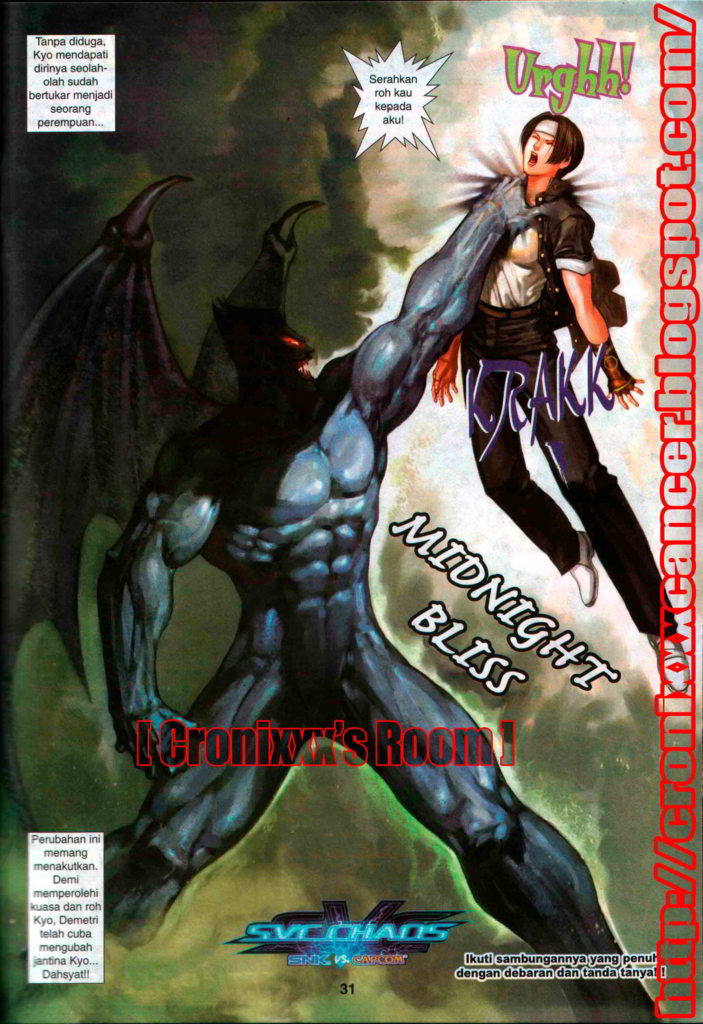 Tanpa diduga,
Kyo mendapati
dirinya seolah-
olah sudah
bertukar menjadi
seorang
perempuan...
Serahkan
roh kau
kepada
aku!
Urghh!
KRAKK
MIDNIGHT
BLISS
[ Cronixxx's Room ]
Perubahan ini
memang
menakutkan.
Demi
memperolehi
kuasa dan roh
Kyo, Demetri
telah cuba
mengubah
jantina Kyo...
Dahsyat!!
SVC CHAOS
SNK VS. CAPCOM
Ikuti sambungannya yang penuh
dengan debaran dan tanda tanya!!
31
http://cronixxxcancer.blogspot.com/